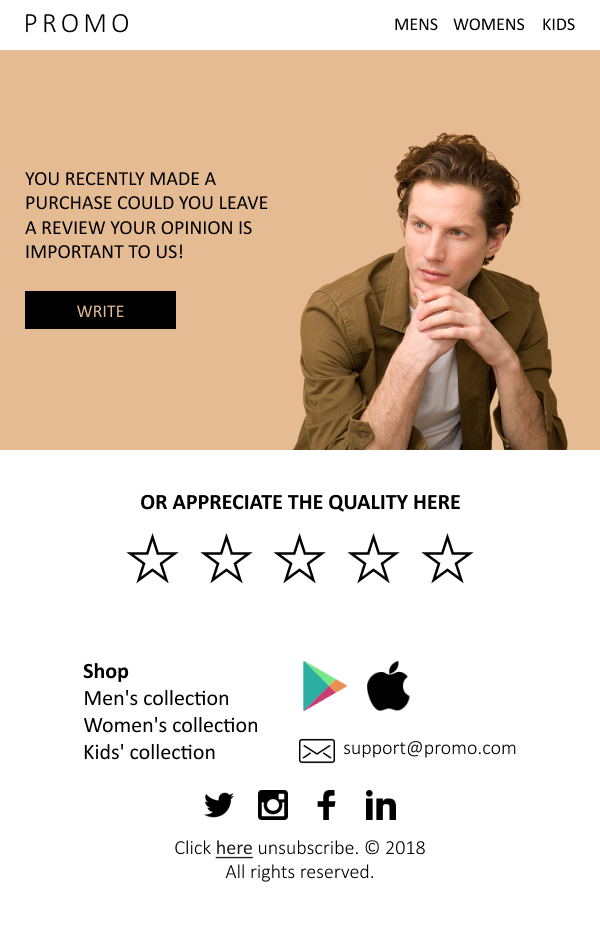 PROMO
MENS WOMENS KIDS
YOU RECENTLY MADE A
PURCHASE COULD YOU LEAVE
A REVIEW YOUR OPINION IS
IMPORTANT TO US!
WRITE
OR APPRECIATE THE QUALITY HERE
Shop
Men's collection
Women's collection
Kids' collection
support@promo.com
Click here unsubscribe. © 2018
All rights reserved.